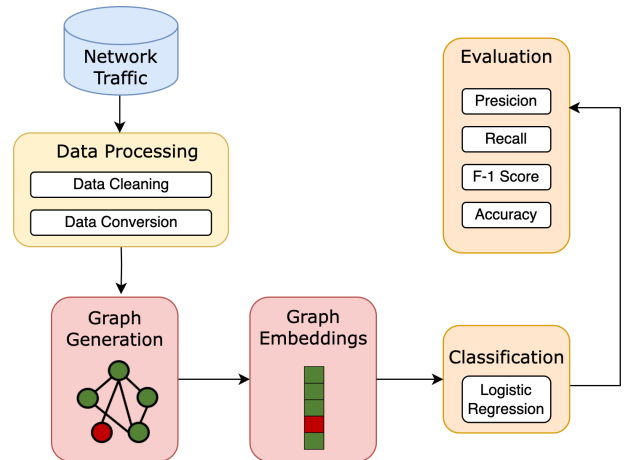 Network
Traffic
Data Processing
Data Cleaning
Data Conversion
Graph
Generation
Graph
Embeddings
Classification
Logistic
Regression
Evaluation
Presicion
Recall
F-1 Score
Accuracy